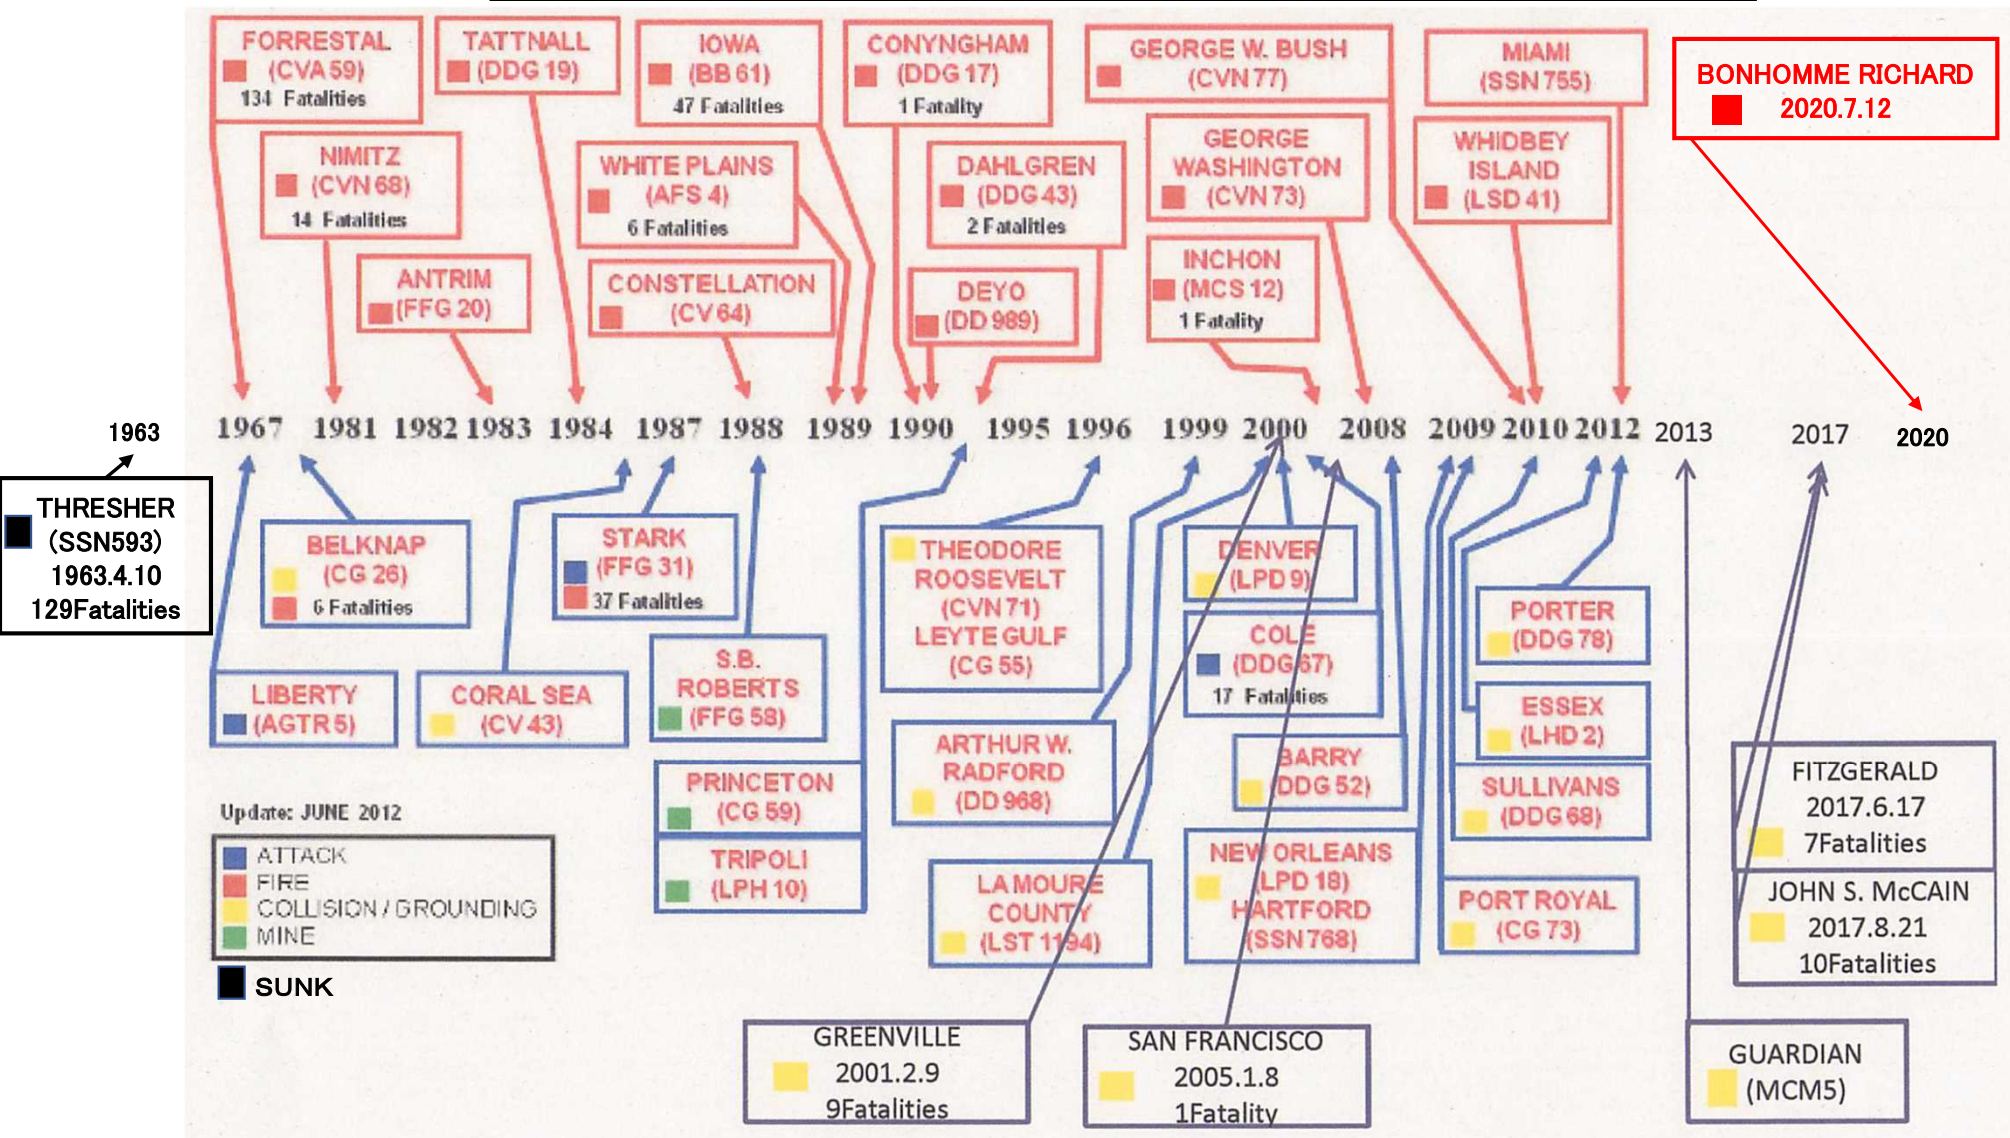 FORRESTAL
(CVA 59)
134 Fatalities
TATTNALL
(DDG 19)
IOWA
(BB 61)
47 Fatalities
CONYNGHAM
(DDG 17)
1 Fatality
GEORGE W. BUSH
(CVN 77)
MIAMI
(SSN 755)
BONHOMME RICHARD
2020.7.12
NIMITZ
(CVN 68)
14 Fatalities
WHITE PLAINS
(AFS 4)
6 Fatalities
DAHLGREN
(DDG 43)
2 Fatalities
GEORGE
WASHINGTON
(CVN 73)
WHIDBEY
ISLAND
(LSD 41)
ANTRIM
(FFG 20)
CONSTELLATION
(CV 64)
DEYO
(DD 989)
INCHON
(MCS 12)
1 Fatality
1963 1967 1981 1982 1983 1984 1987 1988 1989 1990 1995 1996 1999 2000 2008 2009 2010 2012 2013 2017 2020
THRESHER
(SSN593)
1963.4.10
129Fatalities
BELKNAP
(CG 26)
6 Fatalities
STARK
(FFG 31)
37 Fatalities
THEODORE
ROOSEVELT
(CVN 71)
LEYTE GULF
(CG 55)
DENVER
(LPD 9)
COLE
(DDG 67)
17 Fatalities
PORTER
(DDG 78)
LIBERTY
(AGTR 5)
CORAL SEA
(CV 43)
S.B.
ROBERTS
(FFG 58)
ESSEX
(LHD 2)
ARTHUR W.
RADFORD
(DD 968)
BARRY
(DDG 52)
SULLIVANS
(DDG 68)
PRINCETON
(CG 59)
TRIPOLI
(LPH 10)
LA MOURE
COUNTY
(LST 1194)
NEW ORLEANS
(LPD 18)
HARTFORD
(SSN 768)
PORT ROYAL
(CG 73)
FITZGERALD
2017.6.17
7Fatalities
JOHN S. McCAIN
2017.8.21
10Fatalities
Update: JUNE 2012
ATTACK
FIRE
COLLISION / GROUNDING
MINE
SUNK
GREENVILLE
2001.2.9
9Fatalities
SAN FRANCISCO
2005.1.8
1Fatality
GUARDIAN
(MCM5)